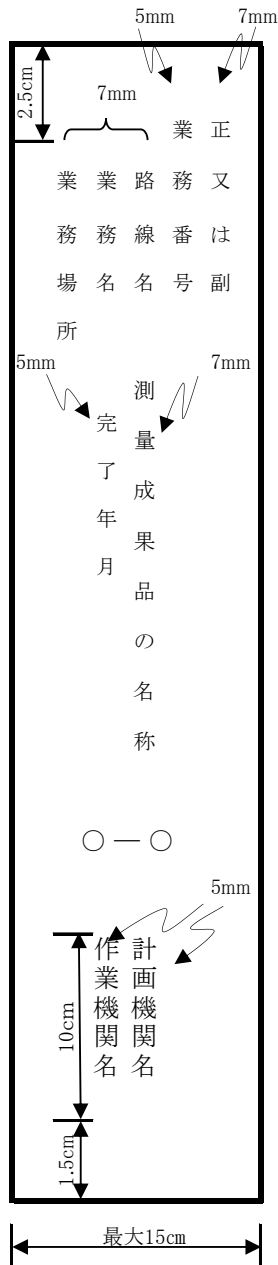 5mm
7mm
2.5cm
7mm
正又は副
業務番号
路線名
業務名
業務場所
5mm
7mm
測量成果品の名称
完了年月
○―○
5mm
計画機関名
作業機関名
10cm
1.5cm
最大15㎝